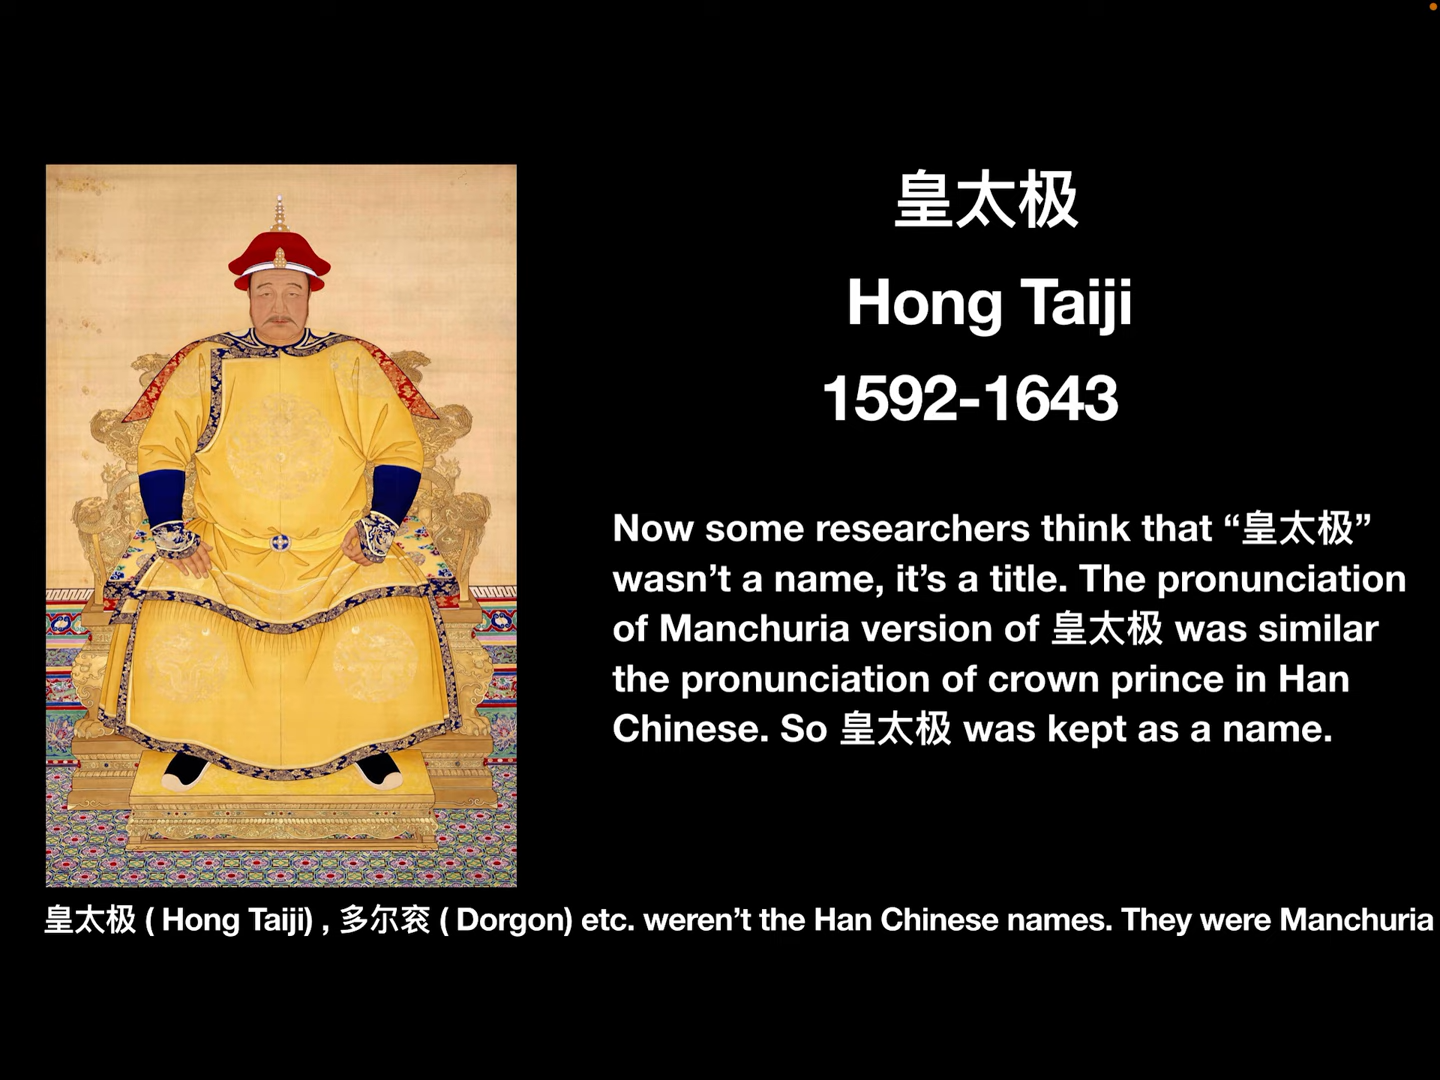 皇太极
Hong Taiji
1592-1643
Now some researchers think that “皇太极”
wasn’t a name, it’s a title. The pronunciation
of Manchuria version of 皇太极 was similar
the pronunciation of crown prince in Han
Chinese. So 皇太极 was kept as a name.
皇太极 ( Hong Taiji) , 多尔衮 ( Dorgon) etc. weren’t the Han Chinese names. They were Manchuria